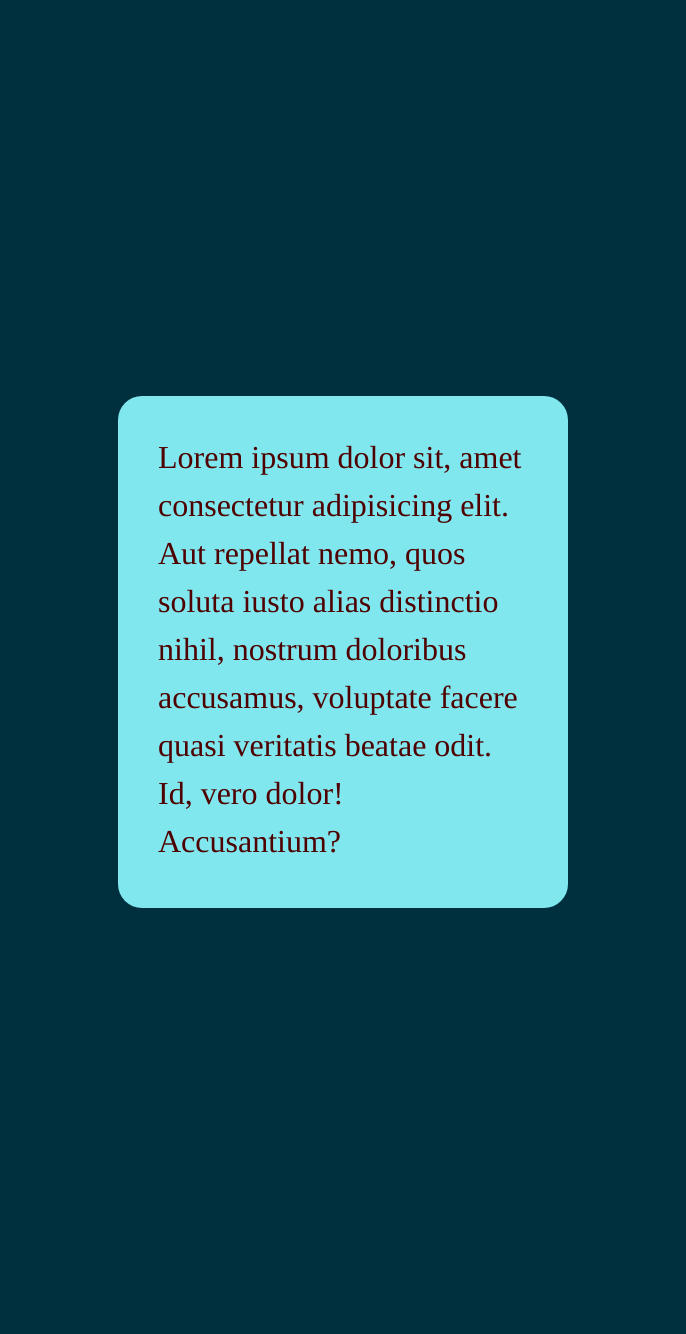 Lorem ipsum dolor sit, amet
consectetur adipisicing elit.
Aut repellat nemo, quos
soluta iusto alias distinctio
nihil, nostrum doloribus
accusamus, voluptate facere
quasi veritatis beatae odit.
Id, vero dolor!
Accusantium?